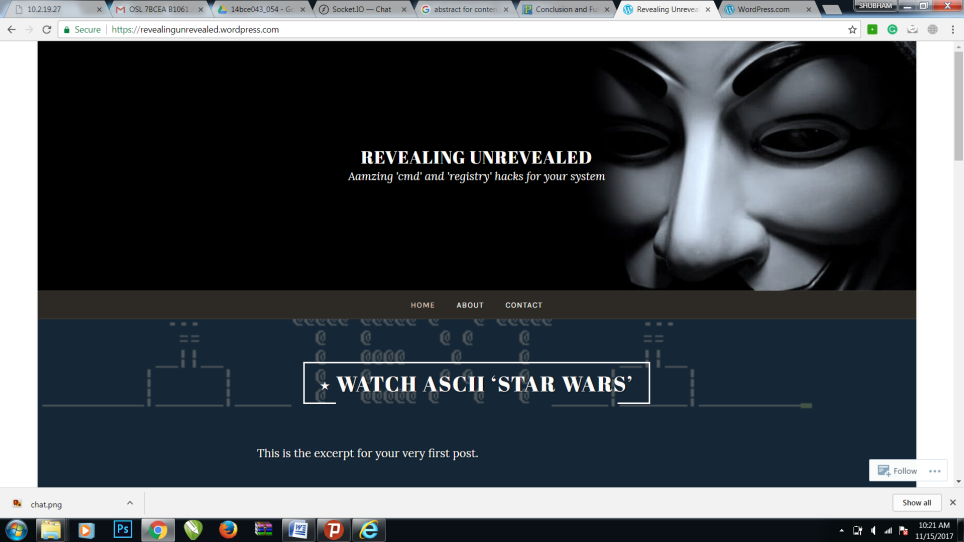 SHUBHAM
10.2.19.27
OSL 7BCEA B1061 -
14bce043_054 - Go
Socket.IO — Chat
abstract for conten
Conclusion and Fu
Revealing Unrevea
WordPress.com
Secure
https://revealingunrevealed.wordpress.com
REVEALING UNREVEALED
Aamzing 'cmd' and 'registry' hacks for your system
HOME
ABOUT
CONTACT
★ WATCH ASCII ‘STAR WARS’
This is the excerpt for your very first post.
Follow
chat.png
Show all
Ps
10:21 AM
11/15/2017